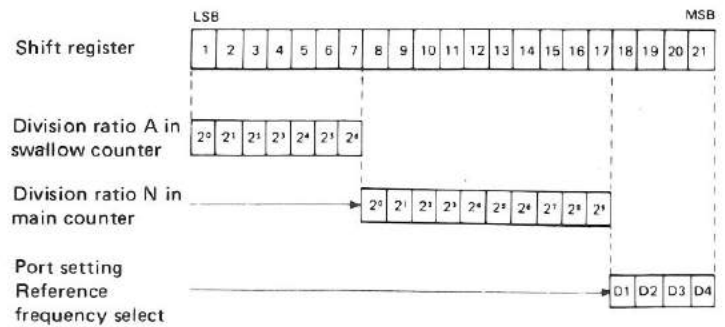 LSB MSB
Shift register 1 2 3 4 5 6 7 8 9 10 11 12 13 14 15 16 17 18 19 20 21
Division ratio A in
swallow counter 2⁰ 2¹ 2² 2³ 2⁴ 2⁵ 2⁶
Division ratio N in
main counter 2⁰ 2¹ 2² 2³ 2⁴ 2⁵ 2⁶ 2⁷ 2⁸ 2⁹
Port setting
Reference
frequency select D1 D2 D3 D4